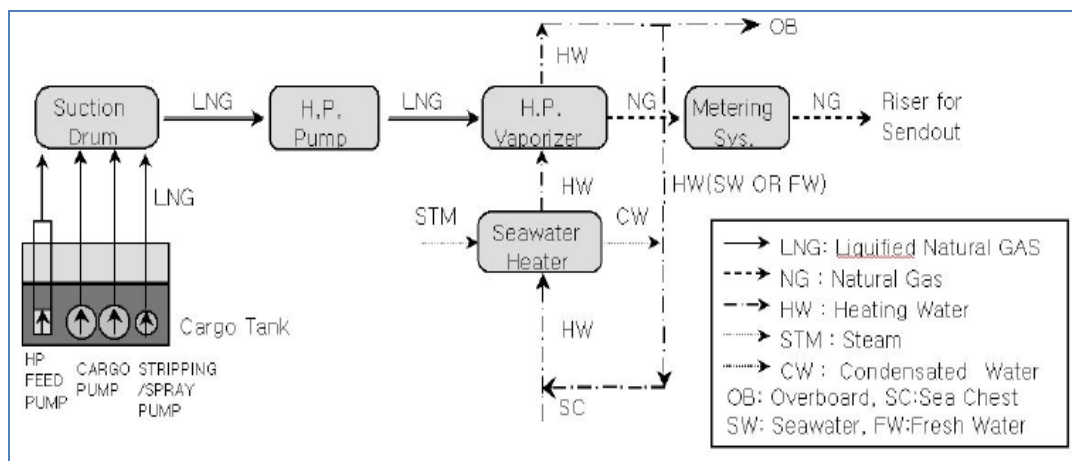 OB
HW
Suction
Drum
LNG
H.P.
Pump
LNG
H.P.
Vaporizer
NG
Metering
Sys.
NG
Riser for
Sendout
LNG
HW
HW(SW OR FW)
STM
Seawater
Heater
CW
HW
SC
Cargo Tank
HP
FEED
PUMP
CARGO
PUMP
STRIPPING
/SPRAY
PUMP
LNG: Liquified Natural GAS
NG : Natural Gas
HW : Heating Water
STM : Steam
CW : Condensated Water
OB: Overboard, SC:Sea Chest
SW: Seawater, FW:Fresh Water